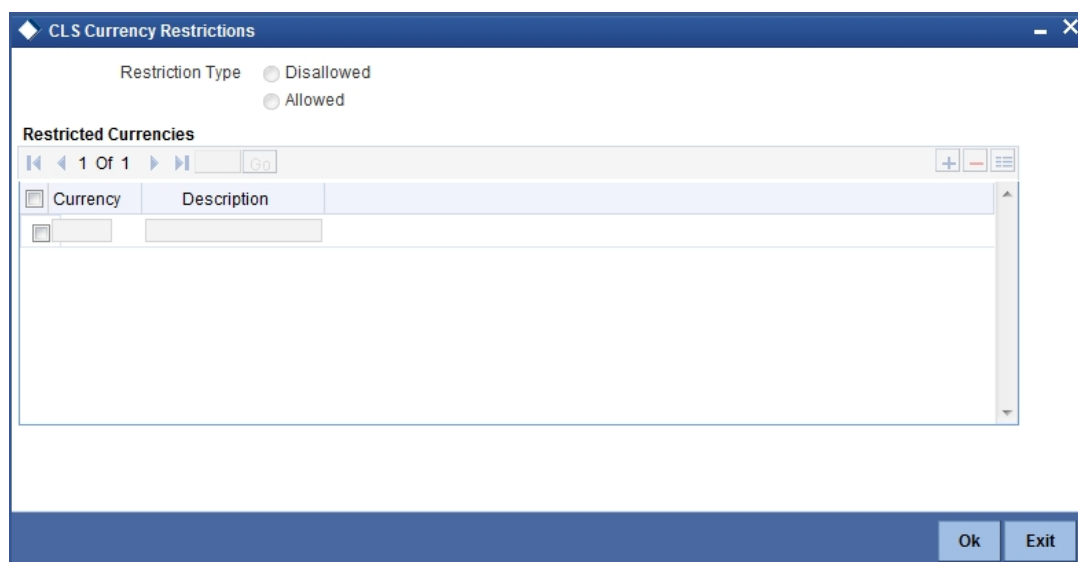 CLS Currency Restrictions
Restriction Type
Disallowed
Allowed
Restricted Currencies
1 Of 1 Go
Currency Description
Ok Exit